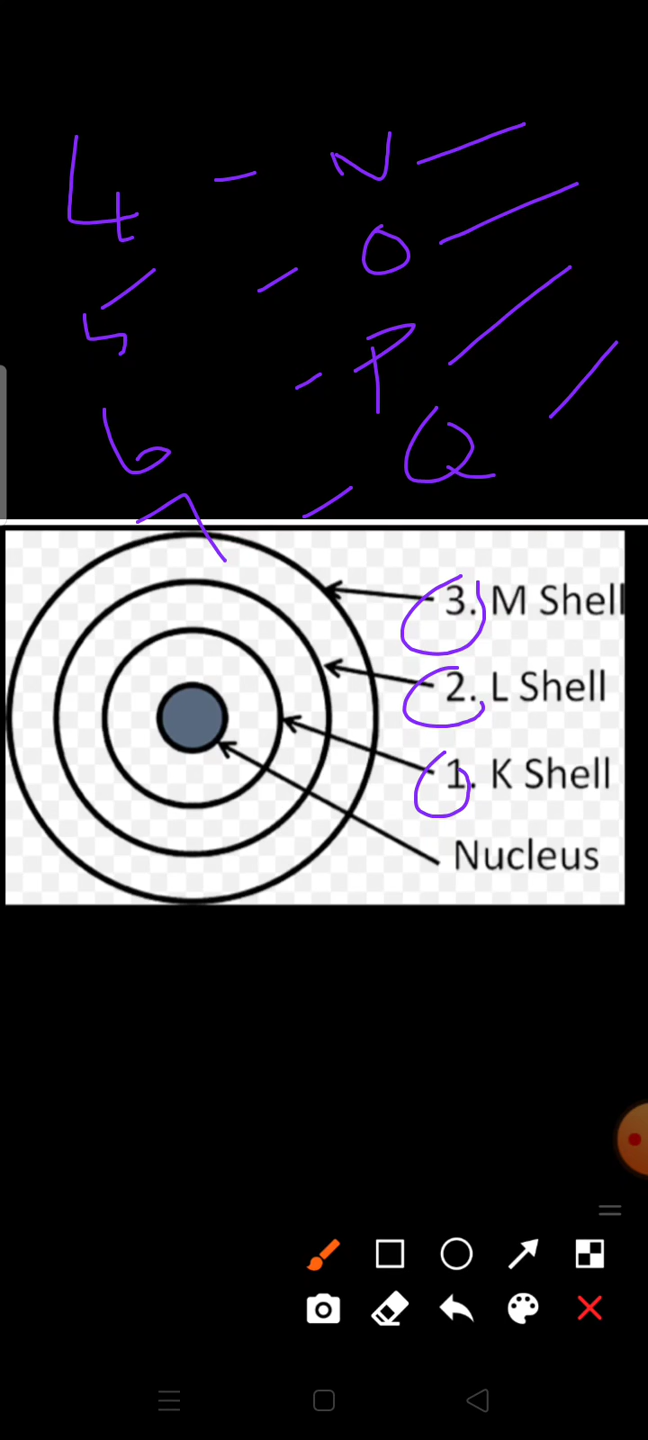 4 - N
5 - O
6 - P
7 - Q
3. M Shell
2. L Shell
1. K Shell
Nucleus